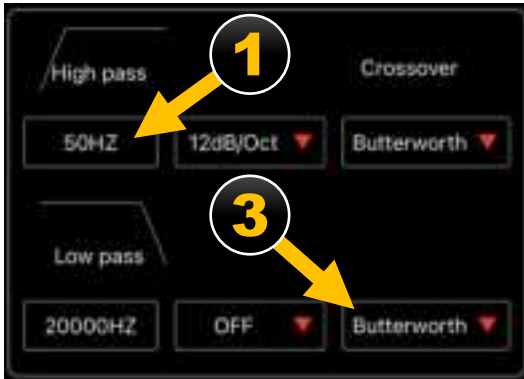 1
High pass
Crossover
50HZ
12dB/Oct
Butterworth
3
Low pass
20000HZ
OFF
Butterworth